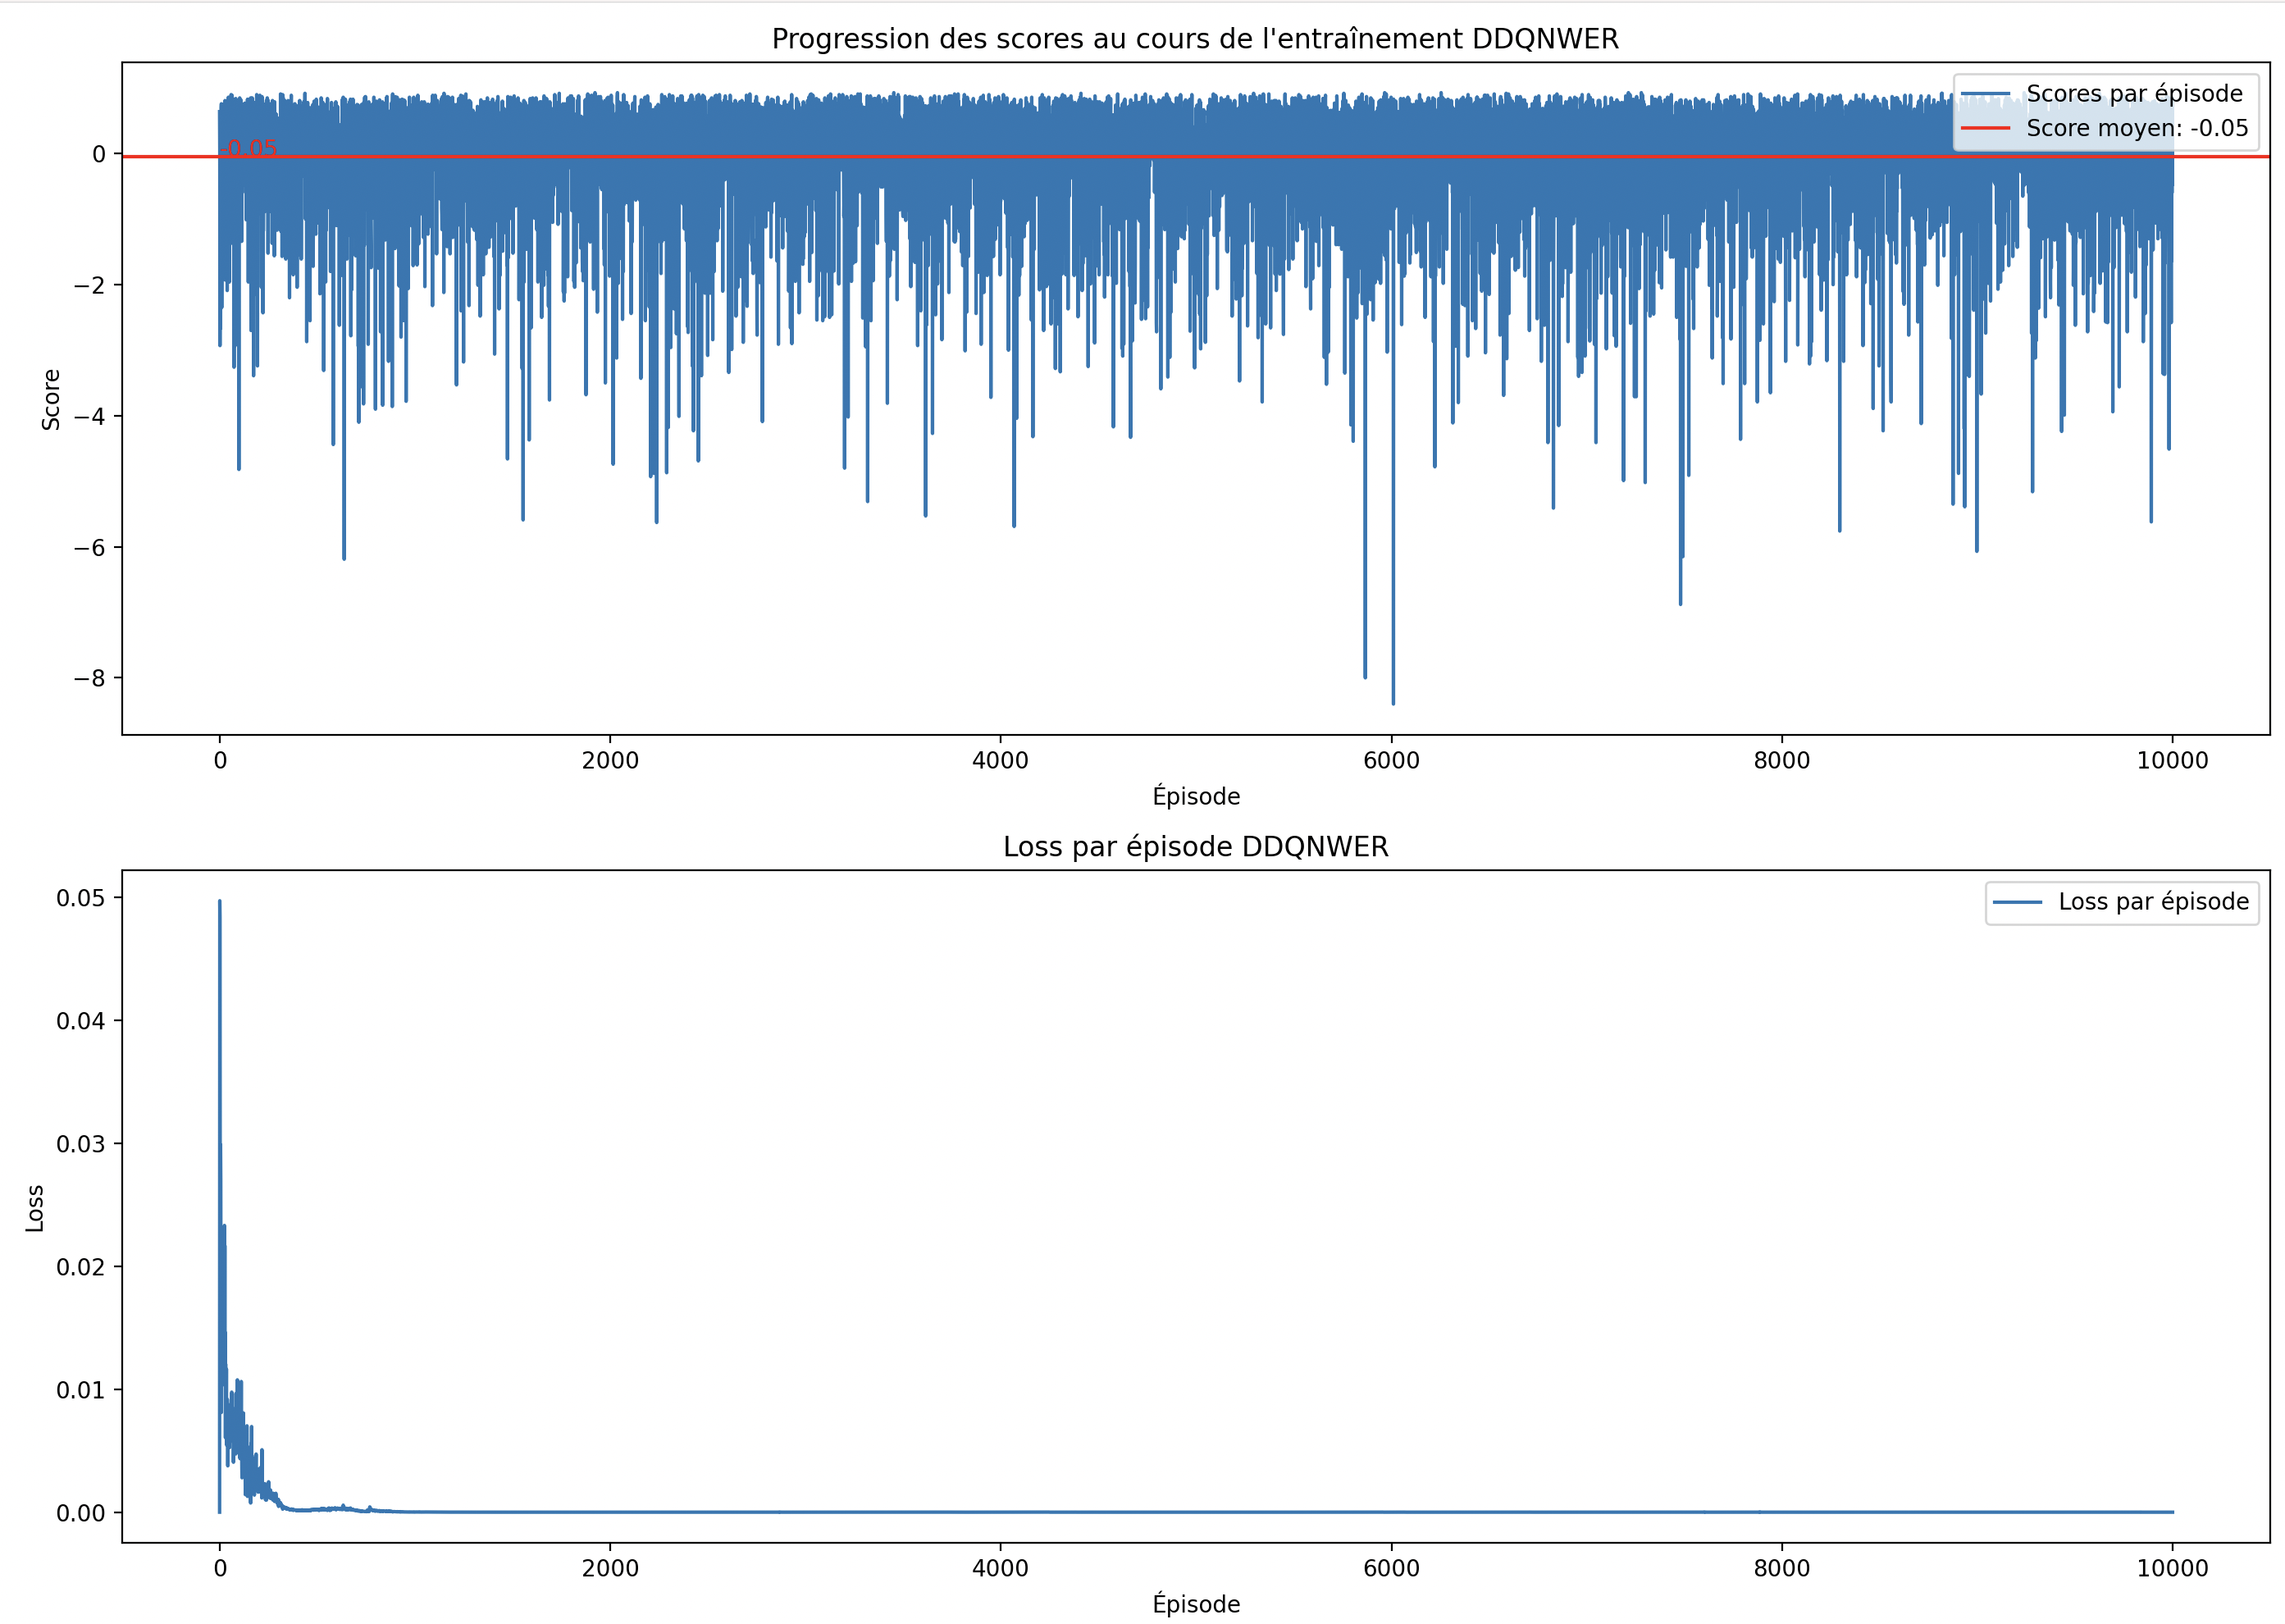 Progression des scores au cours de l'entraînement DDQNWER
Scores par épisode
Score moyen: -0.05
-0.05
0
−2
−4
−6
−8
Score
0 2000 4000 6000 8000 10000
Épisode
Loss par épisode DDQNWER
Loss par épisode
0.05
0.04
0.03
0.02
0.01
0.00
Loss
0 2000 4000 6000 8000 10000
Épisode